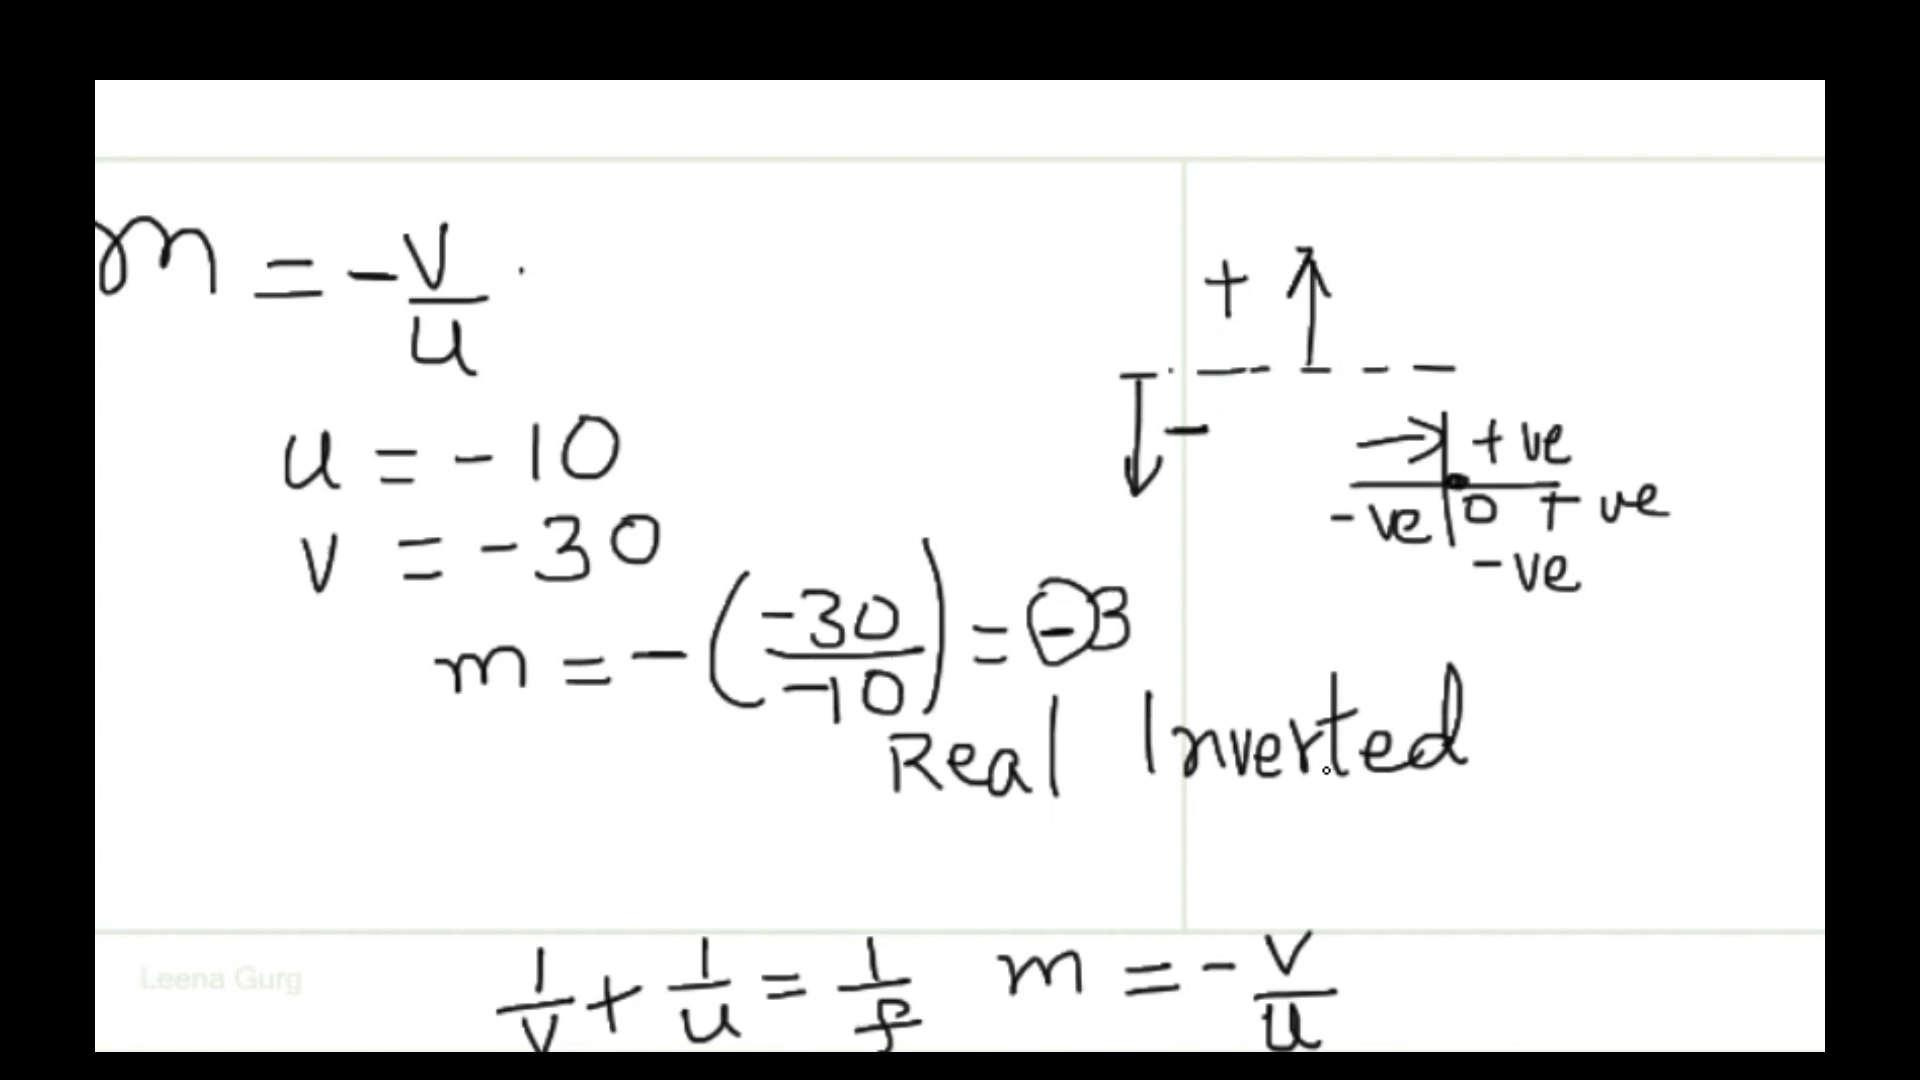 m = -v/u
+
-
u = -10
+ve
-ve 0 +ve
-ve
v = -30
m = -(-30/-10) = -3
Real Inverted
Leena Gurg
1/v + 1/u = 1/f m = -v/u